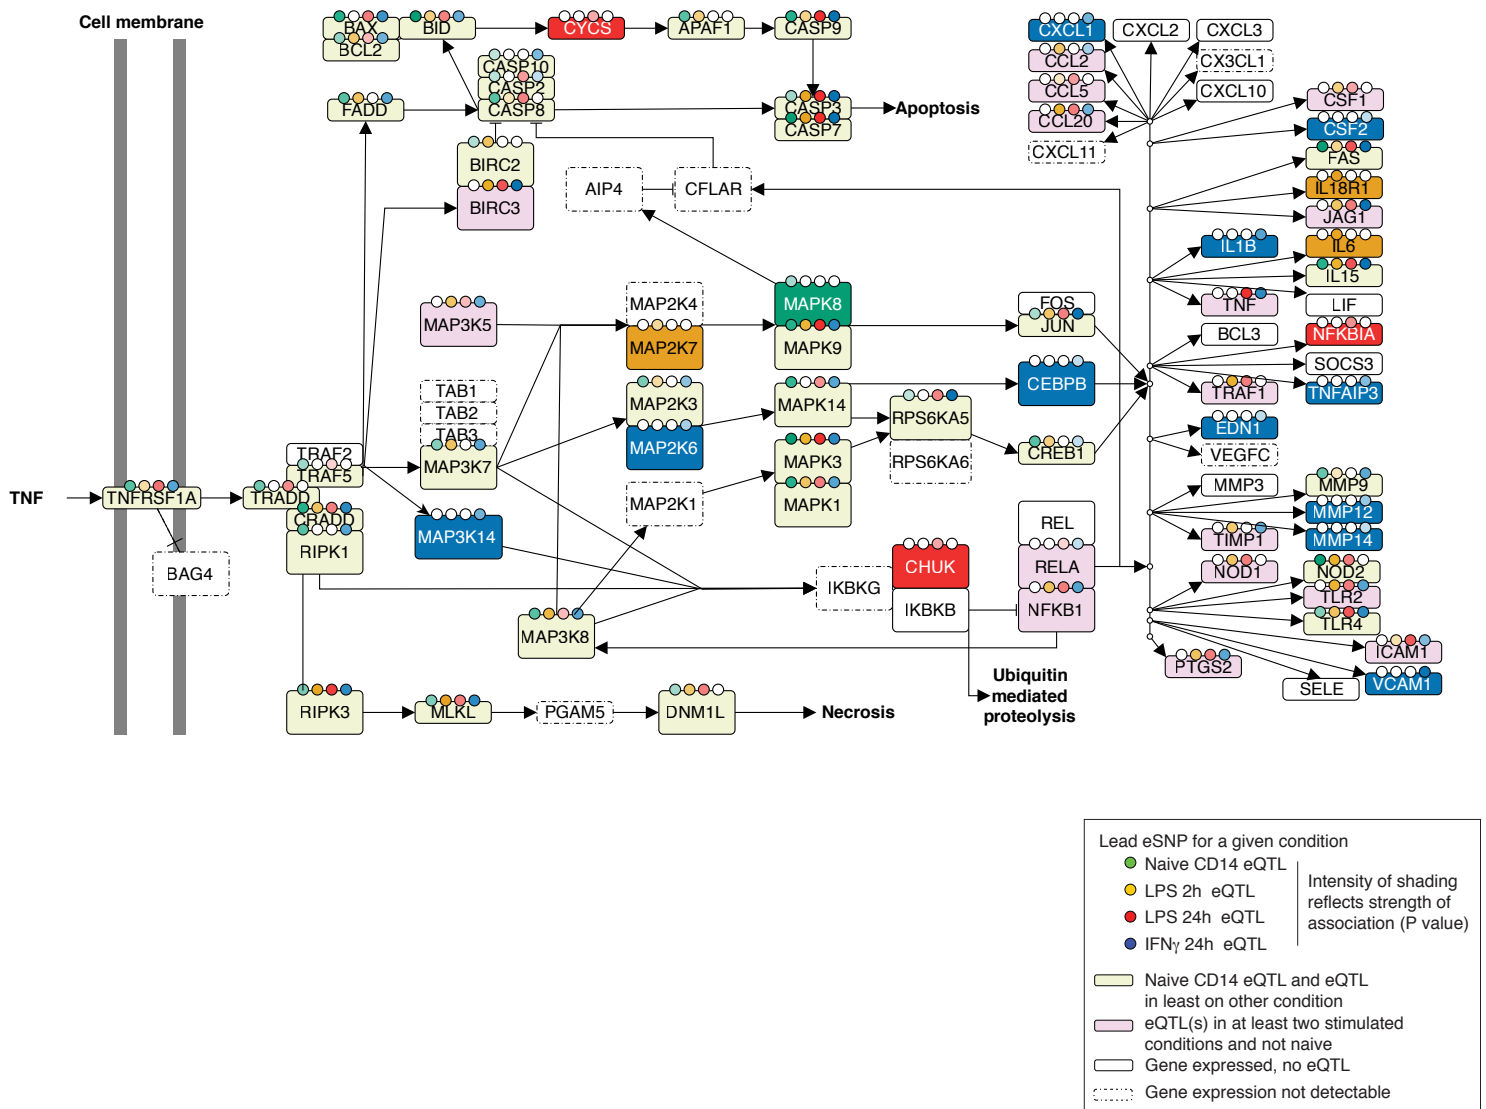 Cell membrane
BAX
BID
CYCS
APAF1
CASP9
BCL2
CASP10
CASP2
FADD
CASP8
CASP3
Apoptosis
CASP7
BIRC2
BIRC3
AIP4
CFLAR
CXCL1
CXCL2
CXCL3
CCL2
CX3CL1
CCL5
CXCL10
CCL20
CXCL11
CSF1
CSF2
FAS
IL18R1
JAG1
IL1B
IL6
IL15
TNF
LIF
BCL3
NFKBIA
SOCS3
TRAF1
TNFAIP3
EDN1
VEGFC
MMP3
MMP9
MMP12
TIMP1
MMP14
NOD1
NOD2
TLR2
TLR4
ICAM1
PTGS2
SELE
VCAM1
MAP3K5
MAP2K4
MAP2K7
MAPK8
MAPK9
FOS
JUN
TAB1
TAB2
TAB3
MAP3K7
MAP2K3
MAP2K6
MAPK14
CEBPB
RPS6KA5
RPS6KA6
CREB1
MAPK3
MAPK1
MAP2K1
TRAF2
TRAF5
TNF
TNFRSF1A
TRADD
CRADD
RIPK1
BAG4
MAP3K14
MAP3K8
IKBKG
CHUK
IKBKB
REL
RELA
NFKB1
Ubiquitin
mediated
proteolysis
RIPK3
MLKL
PGAM5
DNM1L
Necrosis
Lead eSNP for a given condition
Naive CD14 eQTL
LPS 2h eQTL
LPS 24h eQTL
IFNγ 24h eQTL
Intensity of shading
reflects strength of
association (P value)
Naive CD14 eQTL and eQTL
in least on other condition
eQTL(s) in at least two stimulated
conditions and not naive
Gene expressed, no eQTL
Gene expression not detectable